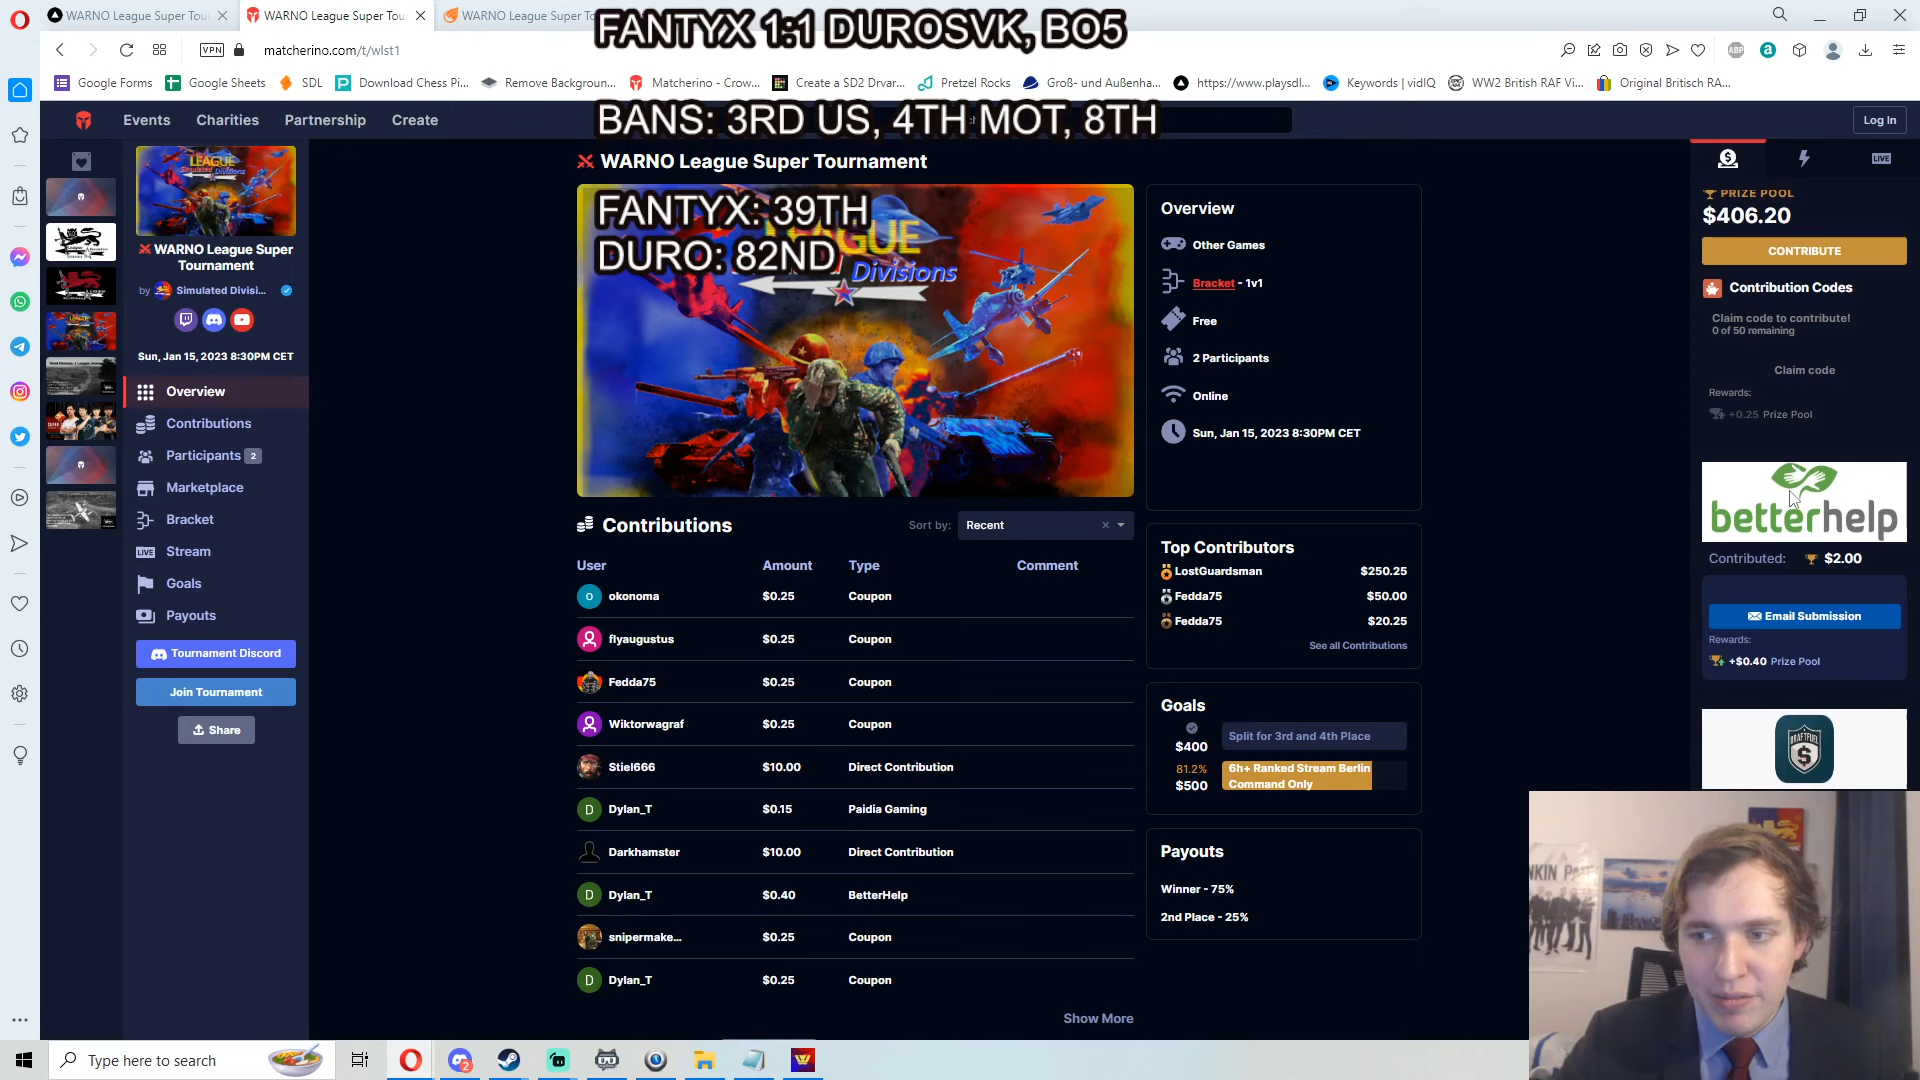 WARNO League Super Tour
WARNO League Super Tou
WARNO League Super To
FANTYX 1:1 DUROSVK, BO5
VPN
matcherino.com/t/wlst1
ABP
Google Forms
Google Sheets
SDL
Download Chess Pi...
Remove Backgroun...
Matcherino - Crow...
Create a SD2 Drvar...
Pretzel Rocks
Groß- und Außenha...
https://www.playsdl...
Keywords | vidIQ
WW2 British RAF Vi...
Original Britisch RA...
Events
Charities
Partnership
Create
BANS: 3RD US, 4TH MOT, 8TH
Log In
LEAGUE
Simulated Divisions
WARNO League Super
Tournament
by Simulated Divisi...
Sun, Jan 15, 2023 8:30PM CET
Overview
Contributions
Participants 2
Marketplace
Bracket
LIVE Stream
Goals
Payouts
Tournament Discord
Join Tournament
Share
WARNO League Super Tournament
FANTYX: 39TH
DURO: 82ND
GUE
Divisions
Contributions
Sort by:
Recent
User Amount Type Comment
O okonoma $0.25 Coupon
flyaugustus $0.25 Coupon
Fedda75 $0.25 Coupon
Wiktorwagraf $0.25 Coupon
Stiel666 $10.00 Direct Contribution
D Dylan_T $0.15 Paidia Gaming
Darkhamster $10.00 Direct Contribution
D Dylan_T $0.40 BetterHelp
snipermake... $0.25 Coupon
D Dylan_T $0.25 Coupon
Show More
Overview
Other Games
Bracket - 1v1
Free
2 Participants
Online
Sun, Jan 15, 2023 8:30PM CET
Top Contributors
LostGuardsman $250.25
Fedda75 $50.00
Fedda75 $20.25
See all Contributions
Goals
$400 Split for 3rd and 4th Place
81.2%
$500
6h+ Ranked Stream Berlin
Command Only
Payouts
Winner - 75%
2nd Place - 25%
LIVE
PRIZE POOL
$406.20
CONTRIBUTE
Contribution Codes
Claim code to contribute!
0 of 50 remaining
Claim code
Rewards:
+0.25 Prize Pool
betterhelp
Contributed: $2.00
Email Submission
Rewards:
+$0.40 Prize Pool
DRAFTFUEL
$
Type here to search
2